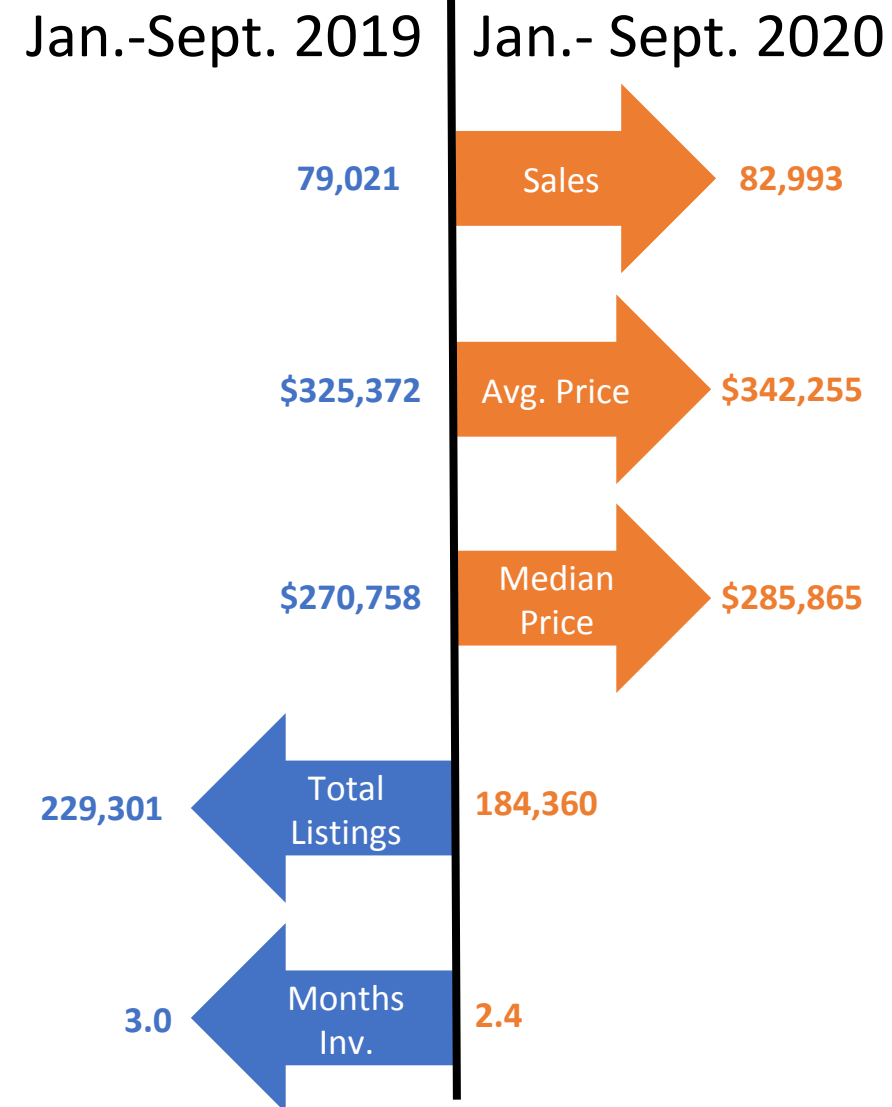 Jan.-Sept. 2019
Jan.- Sept. 2020
79,021
Sales
82,993
$325,372
Avg. Price
$342,255
$270,758
Median
Price
$285,865
229,301
Total
Listings
184,360
3.0
Months
Inv.
2.4